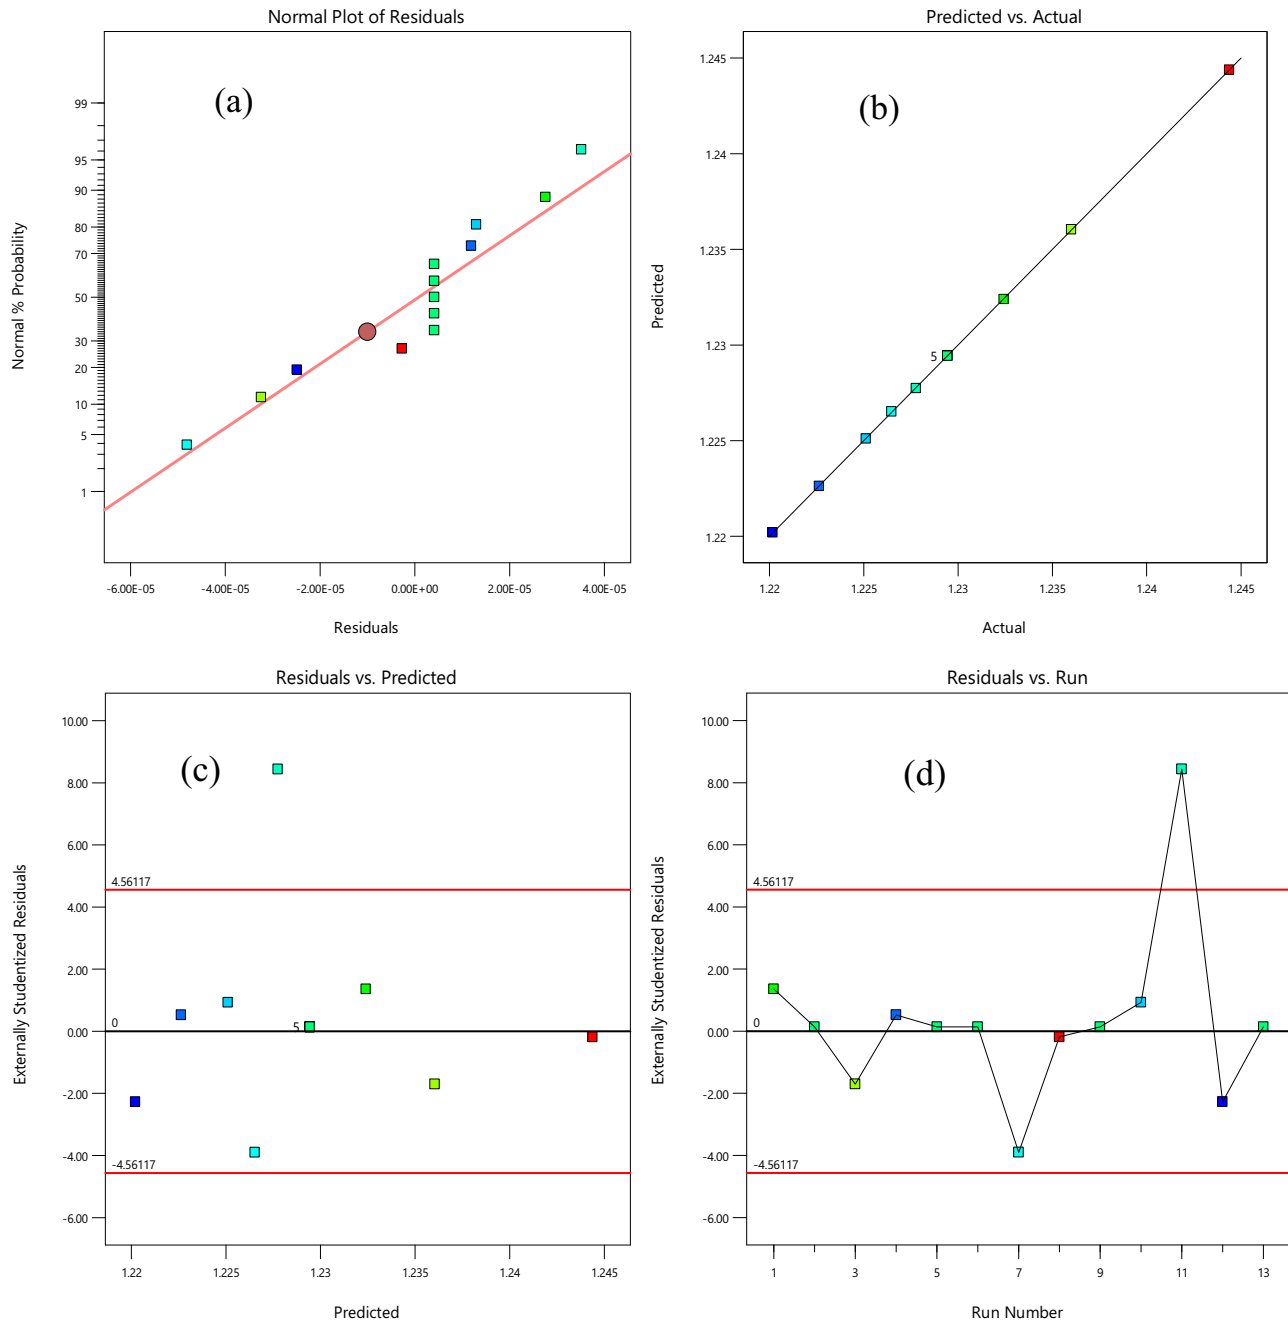 Normal Plot of Residuals
(a)
Normal % Probability
99
95
90
80
70
50
30
20
10
5
1
-6.00E-05 -4.00E-05 -2.00E-05 0.00E+00 2.00E-05 4.00E-05
Residuals
Predicted vs. Actual
(b)
Predicted
1.245
1.24
1.235
1.23
1.225
1.22
5
1.22 1.225 1.23 1.235 1.24 1.245
Actual
Residuals vs. Predicted
(c)
Externally Studentized Residuals
10.00
8.00
6.00
4.00
2.00
0.00
-2.00
-4.00
-6.00
4.56117
0
5
-4.56117
1.22 1.225 1.23 1.235 1.24 1.245
Predicted
Residuals vs. Run
(d)
Externally Studentized Residuals
10.00
8.00
6.00
4.00
2.00
0.00
-2.00
-4.00
-6.00
4.56117
0
-4.56117
1 3 5 7 9 11 13
Run Number